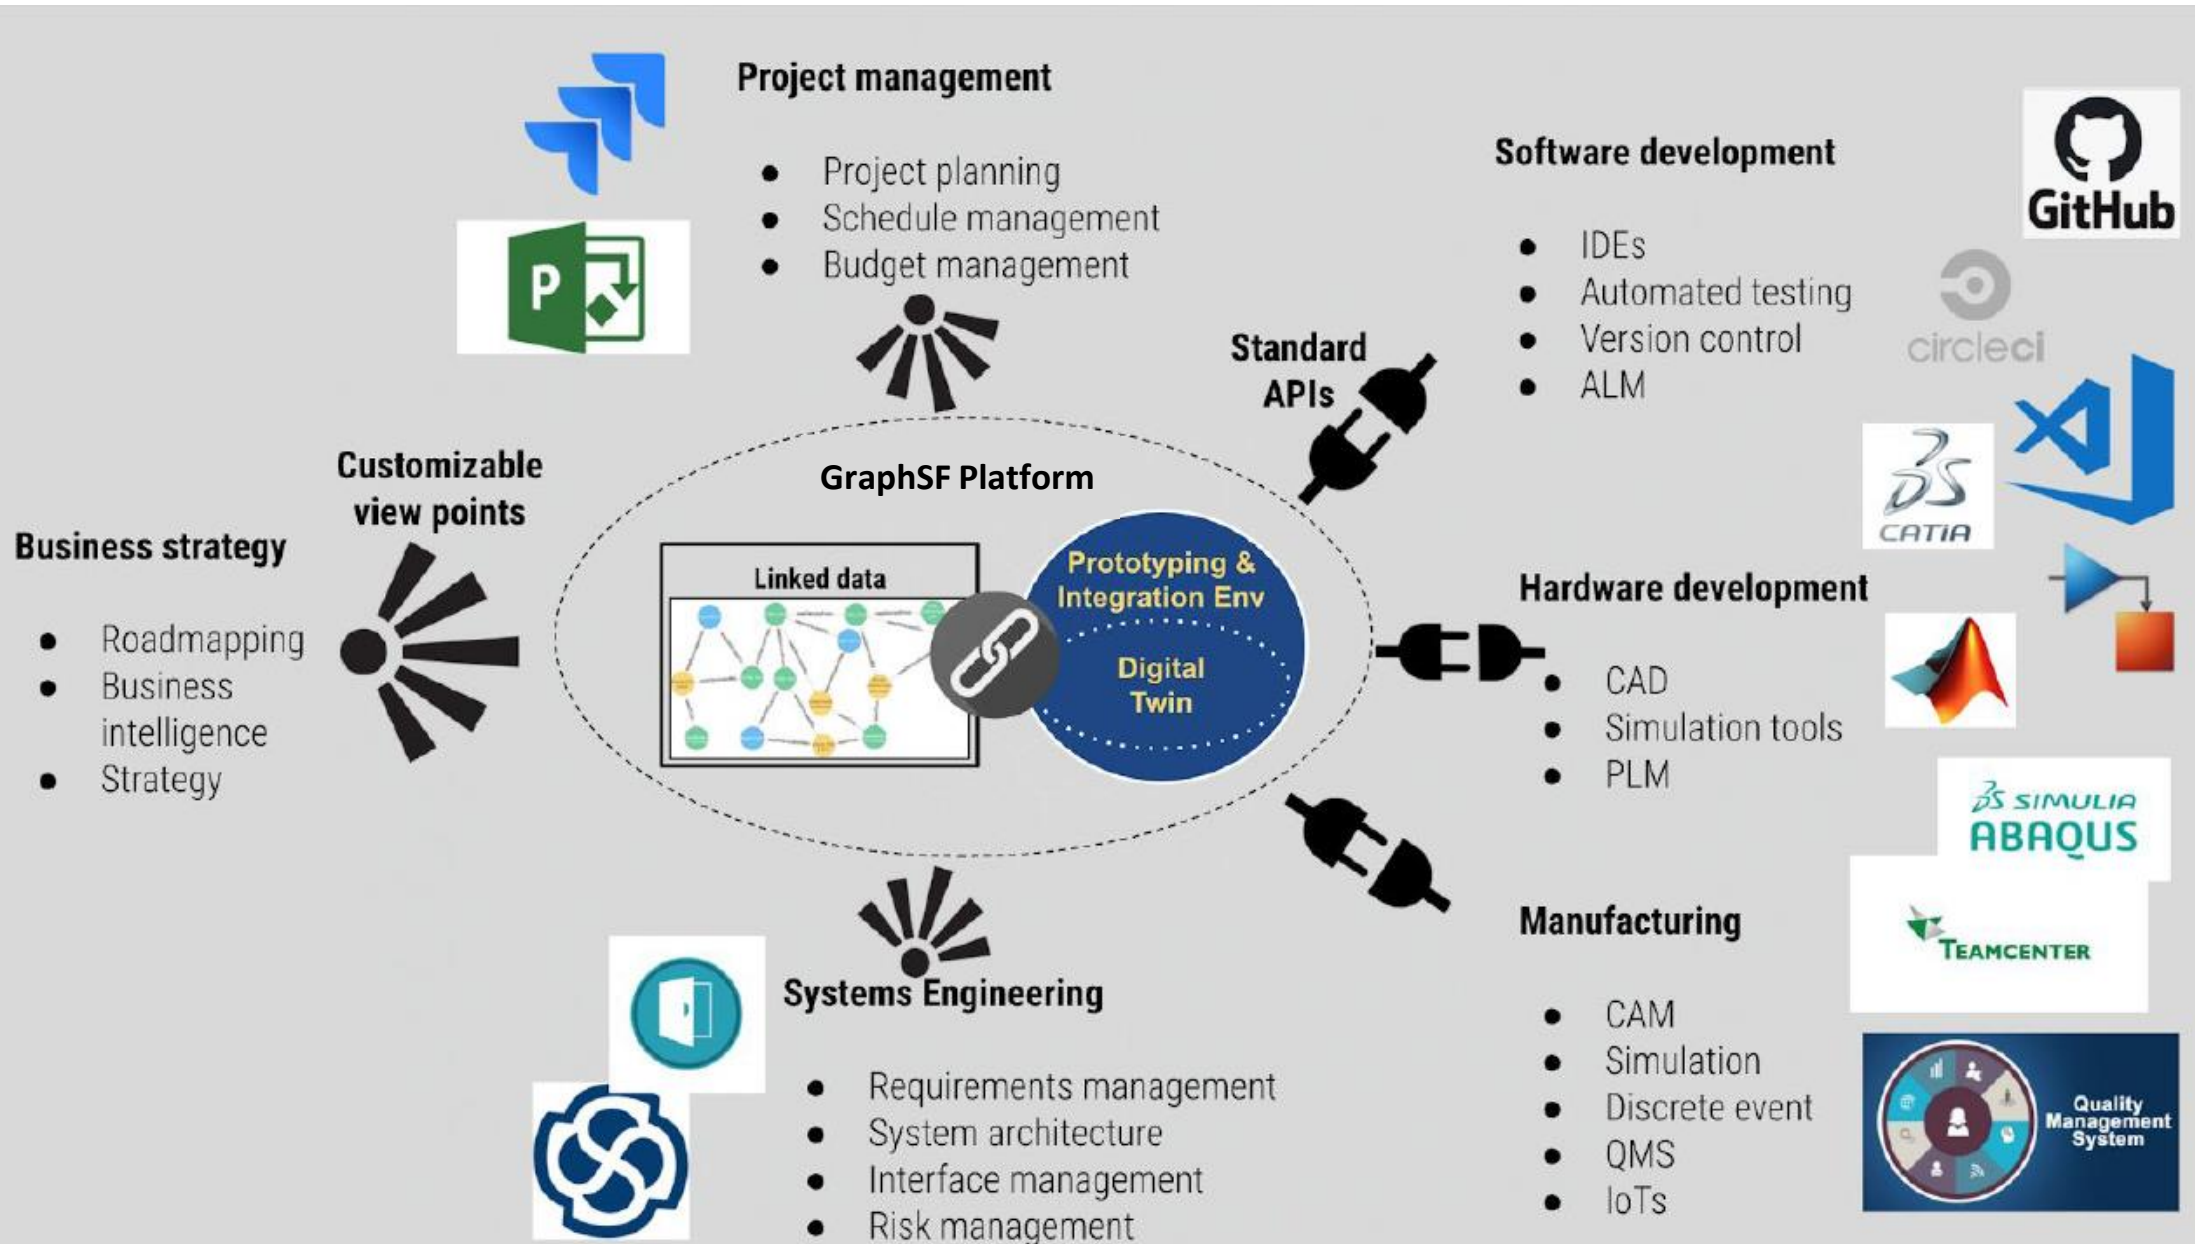 Project management
● Project planning
● Schedule management
● Budget management
P
Software development
● IDEs
● Automated testing
● Version control
● ALM
GitHub
circleci
Standard
APIs
Customizable
view points
Business strategy
● Roadmapping
● Business
intelligence
● Strategy
GraphSF Platform
Linked data
Prototyping &
Integration Env
Digital
Twin
CATIA
Hardware development
● CAD
● Simulation tools
● PLM
SIMULIA
ABAQUS
Manufacturing
● CAM
● Simulation
● Discrete event
● QMS
● IoTs
TEAMCENTER
Quality
Management
System
Systems Engineering
● Requirements management
● System architecture
● Interface management
● Risk management